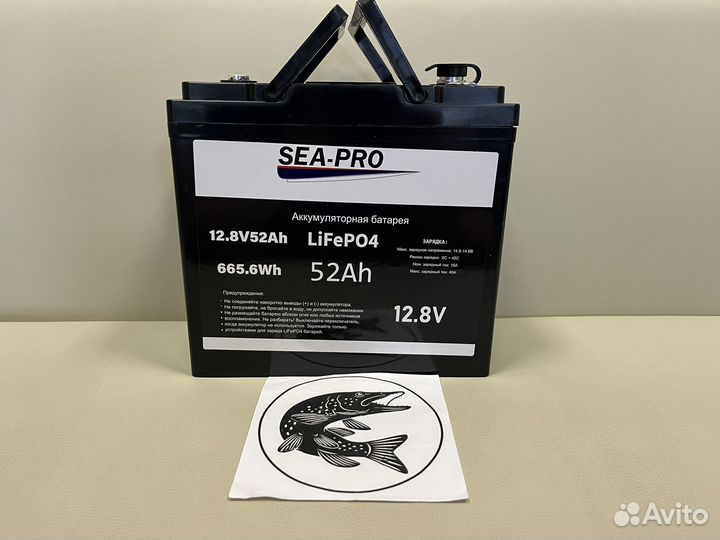 SEA-PRO
Аккумуляторная батарея
12.8V52Ah
LiFePO4
665.6Wh
52Ah
ЗАРЯДКА:
Макс. зарядное напряжение: 14.0-14.6В
Режим зарядки: 0С + 45С
Ном. зарядный ток: 10А
Макс. зарядный ток: 40А
Предупреждения:
• Не соединяйте накоротко выводы (+) и (-) аккумулятора
• Не погружайте, не бросайте в воду, не допускайте намокания
• Не размещайте батарею вблизи огня или любых источников
• воспламенения. Не разбирать! Выключайте переключатель,
• когда аккумулятор не используется. Заряжайте только
• устройствами для заряда LiFePO4 батарей.
12.8V
Avito